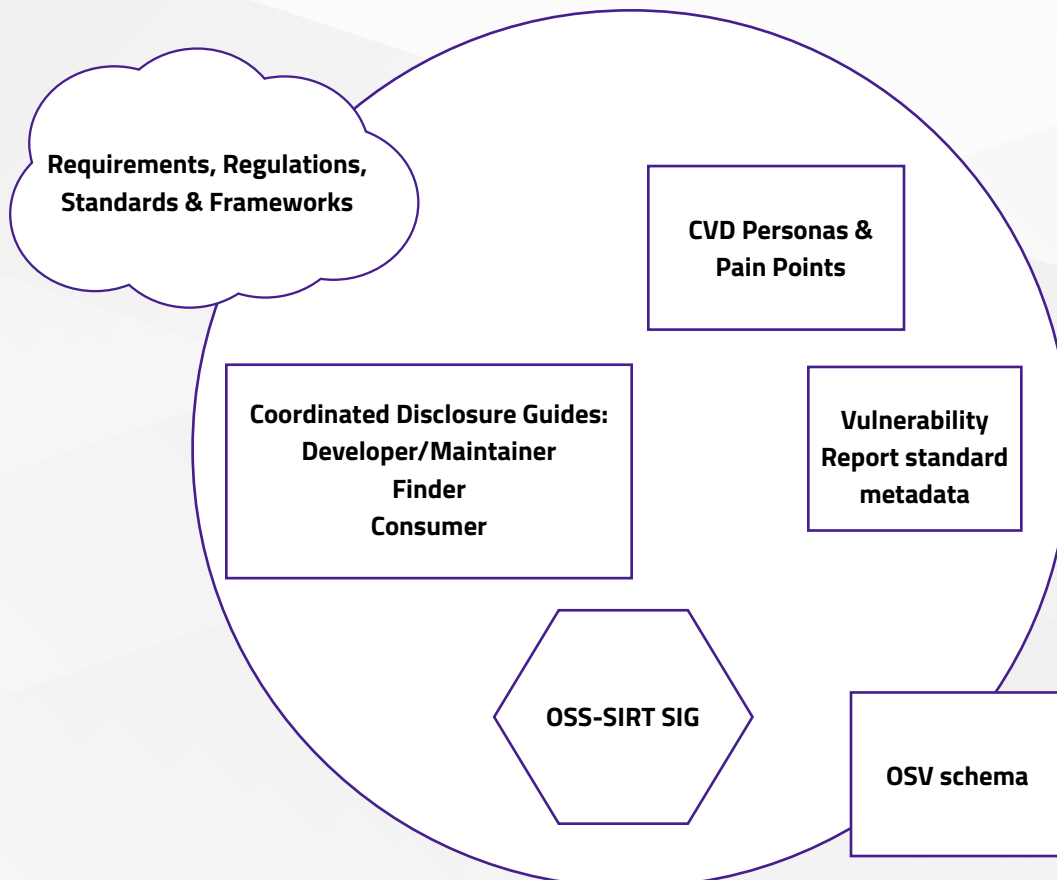 Requirements, Regulations,
Standards & Frameworks
CVD Personas &
Pain Points
Coordinated Disclosure Guides:
Developer/Maintainer
Finder
Consumer
Vulnerability
Report standard
metadata
OSS-SIRT SIG
OSV schema